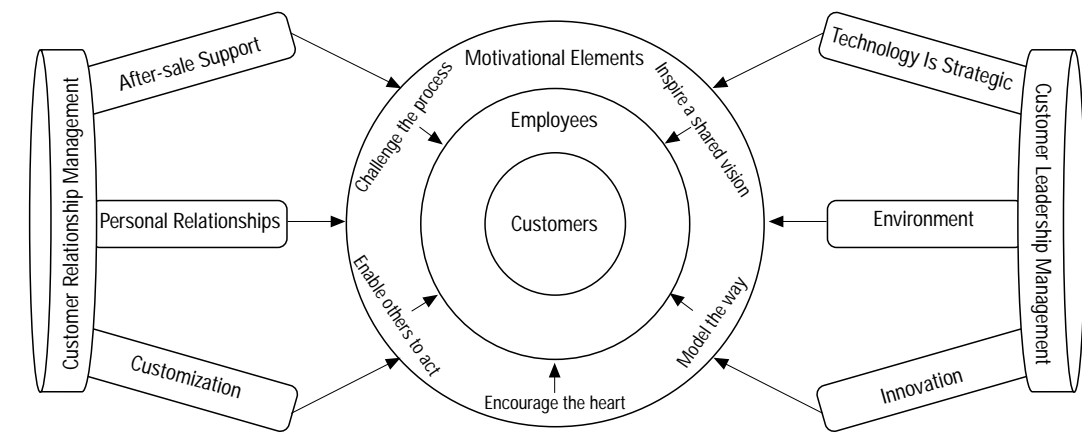 Customer Relationship Management
After-sale Support
Personal Relationships
Customization
Motivational Elements
Challenge the process
Inspire a shared vision
Employees
Customers
Enable others to act
Model the way
Encourage the heart
Technology Is Strategic
Environment
Innovation
Customer Leadership Management